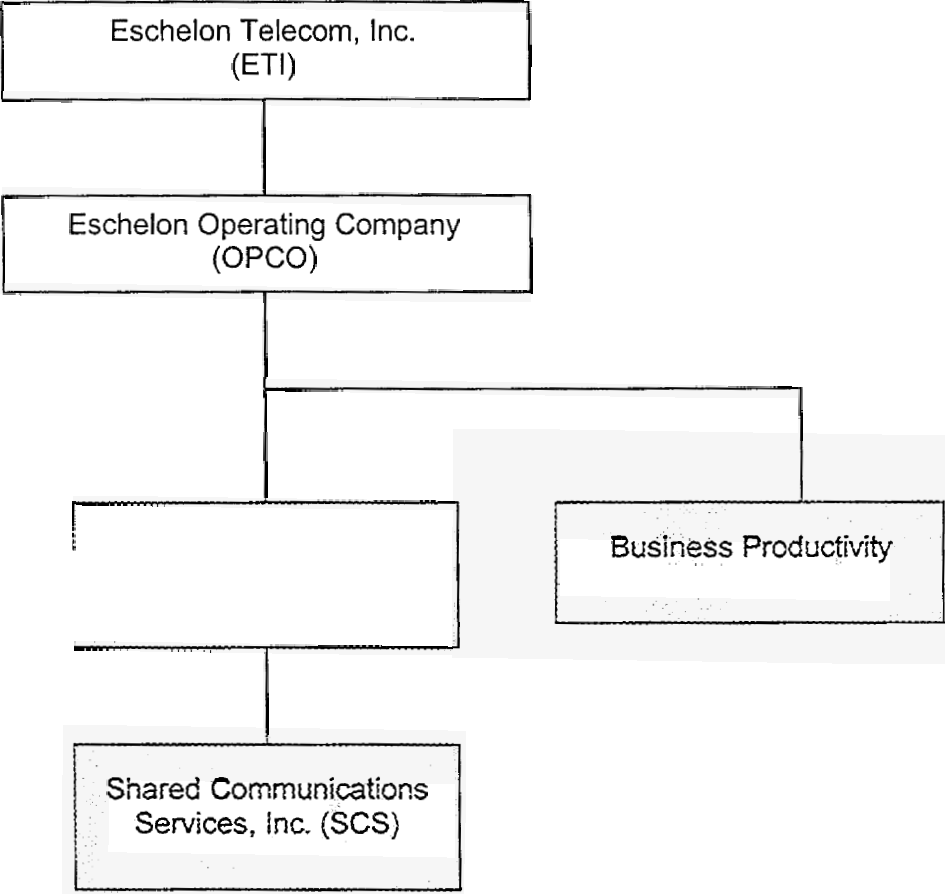 Eschelon Telecom, Inc.
(ETI)
Eschelon Operating Company
(OPCO)
Business Productivity
Shared Communications
Services, Inc. (SCS)